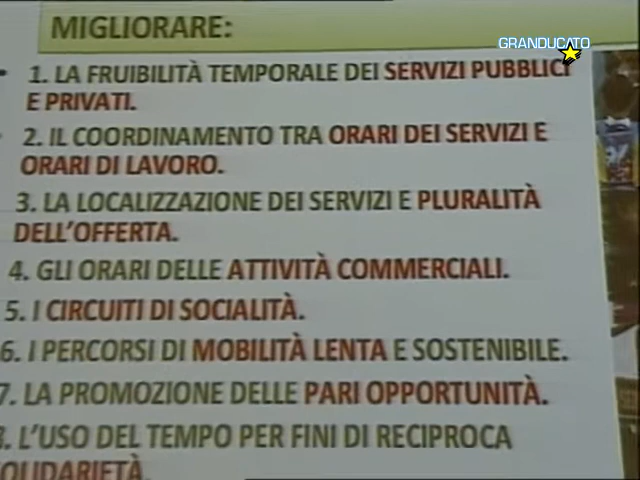 MIGLIORARE:
GRANDUCATO
1. LA FRUIBILITÀ TEMPORALE DEI SERVIZI PUBBLICI
E PRIVATI.
2. IL COORDINAMENTO TRA ORARI DEI SERVIZI E
ORARI DI LAVORO.
3. LA LOCALIZZAZIONE DEI SERVIZI E PLURALITÀ
DELL'OFFERTA.
4. GLI ORARI DELLE ATTIVITÀ COMMERCIALI.
5. I CIRCUITI DI SOCIALITÀ.
6. I PERCORSI DI MOBILITÀ LENTA E SOSTENIBILE.
7. LA PROMOZIONE DELLE PARI OPPORTUNITÀ.
8. L'USO DEL TEMPO PER FINI DI RECIPROCA
OLIDARIETÀ